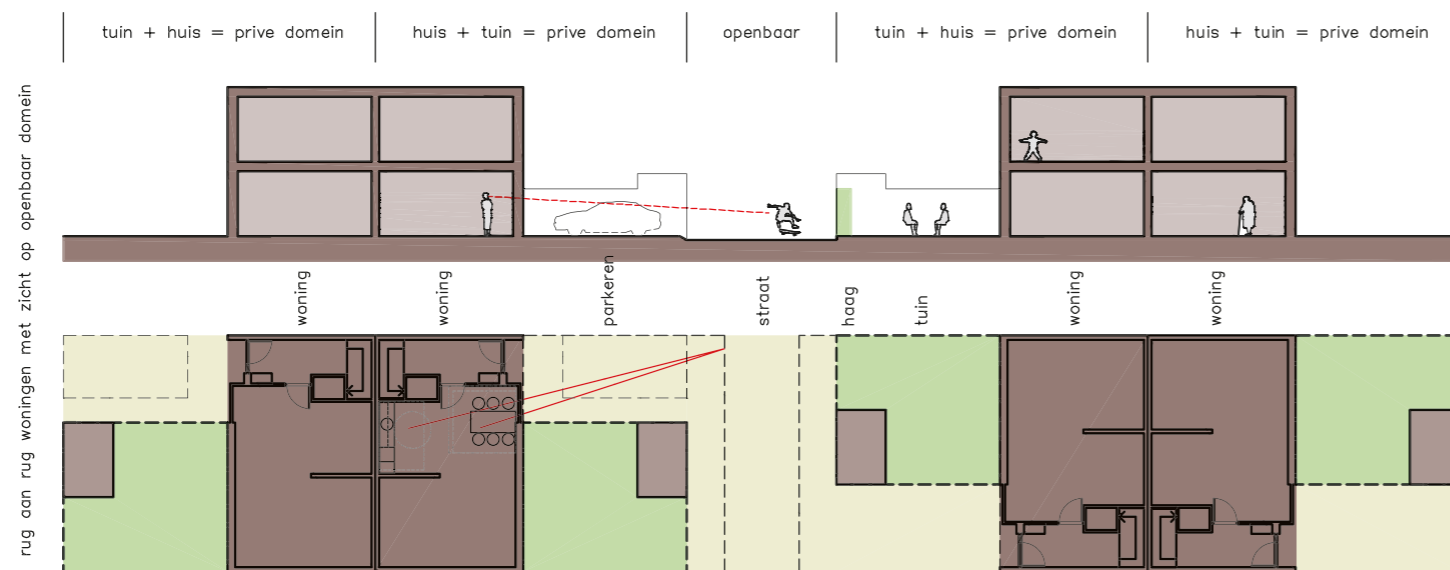 tuin + huis = prive domein
huis + tuin = prive domein
openbaar
tuin + huis = prive domein
huis + tuin = prive domein
rug aan rug woningen met zicht op openbaar domein
woning
woning
parkeren
straat
haag
tuin
woning
woning